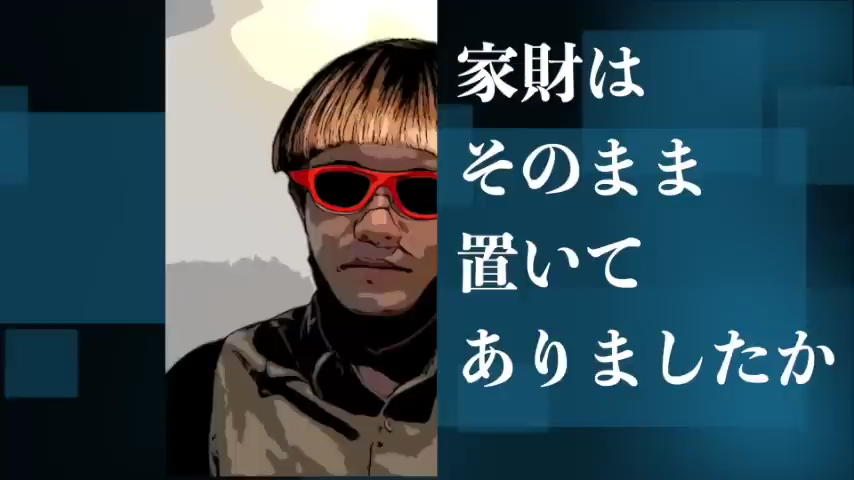 家財は
そのまま
置いて
ありましたか